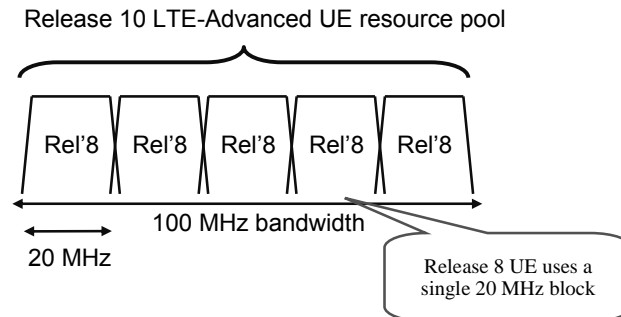 Release 10 LTE-Advanced UE resource pool
Rel'8 Rel'8 Rel'8 Rel'8 Rel'8
100 MHz bandwidth
20 MHz
Release 8 UE uses a
single 20 MHz block